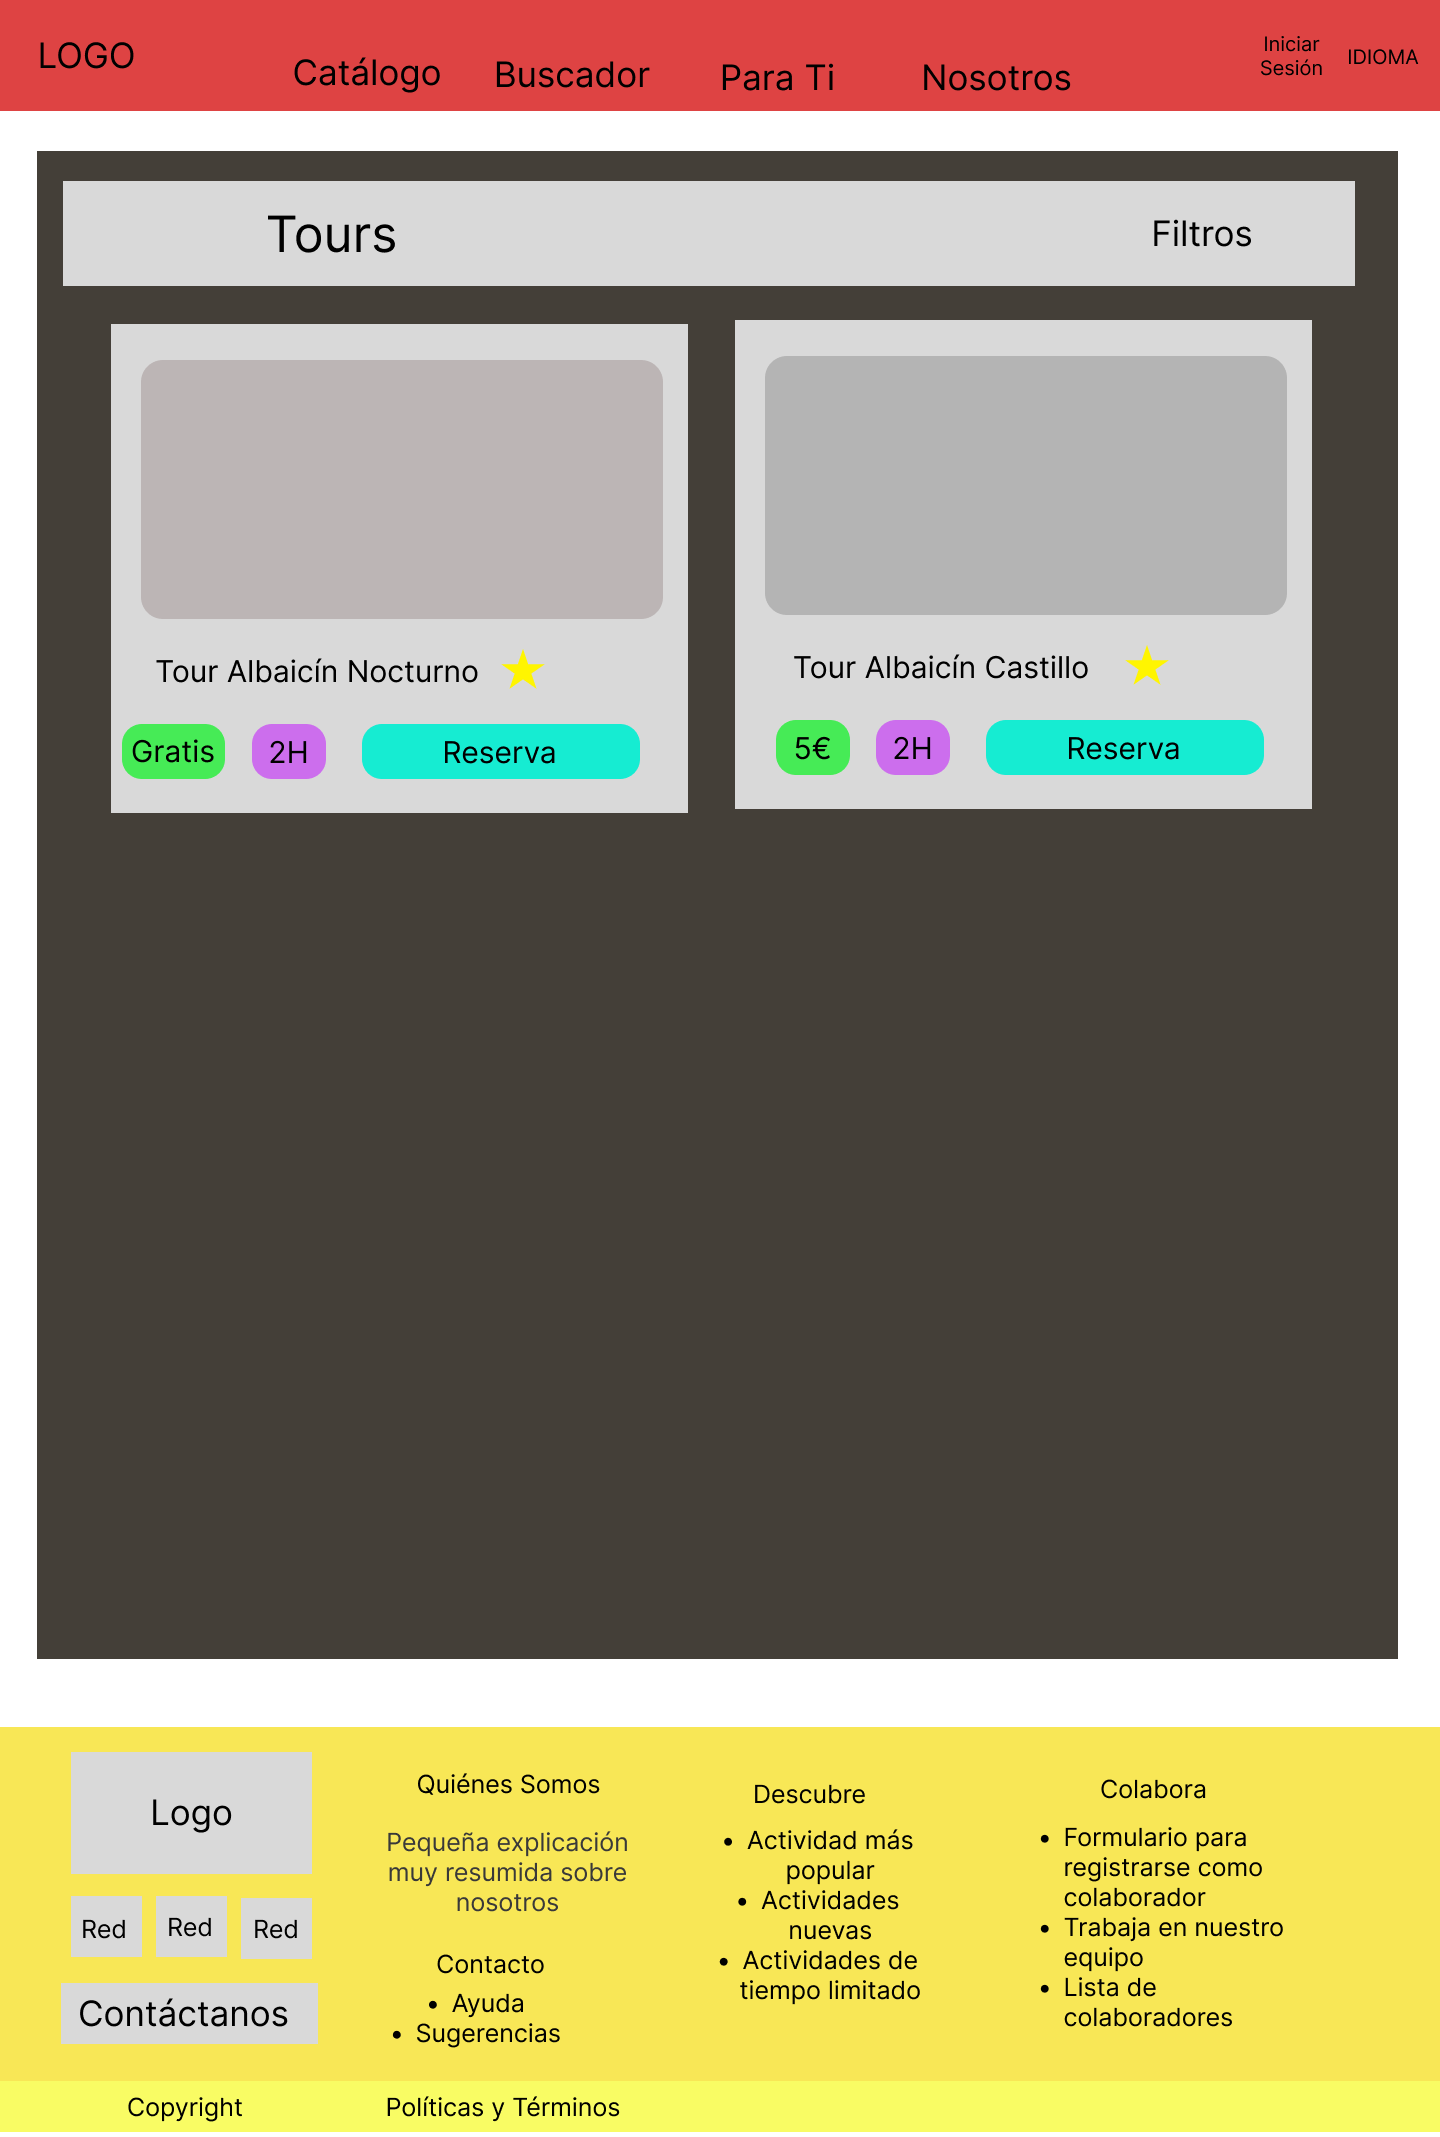 LOGO
Catálogo
Buscador
Para Ti
Nosotros
Iniciar
Sesión
IDIOMA
Tours
Filtros
Tour Albaicín Nocturno
Gratis
2H
Reserva
Tour Albaicín Castillo
5€
2H
Reserva
Logo
Red
Red
Red
Contáctanos
Quiénes Somos
Pequeña explicación
muy resumida sobre
nosotros
Contacto
• Ayuda
• Sugerencias
Descubre
• Actividad más
popular
• Actividades
nuevas
• Actividades de
tiempo limitado
Colabora
• Formulario para
registrarse como
colaborador
• Trabaja en nuestro
equipo
• Lista de
colaboradores
Copyright
Políticas y Términos